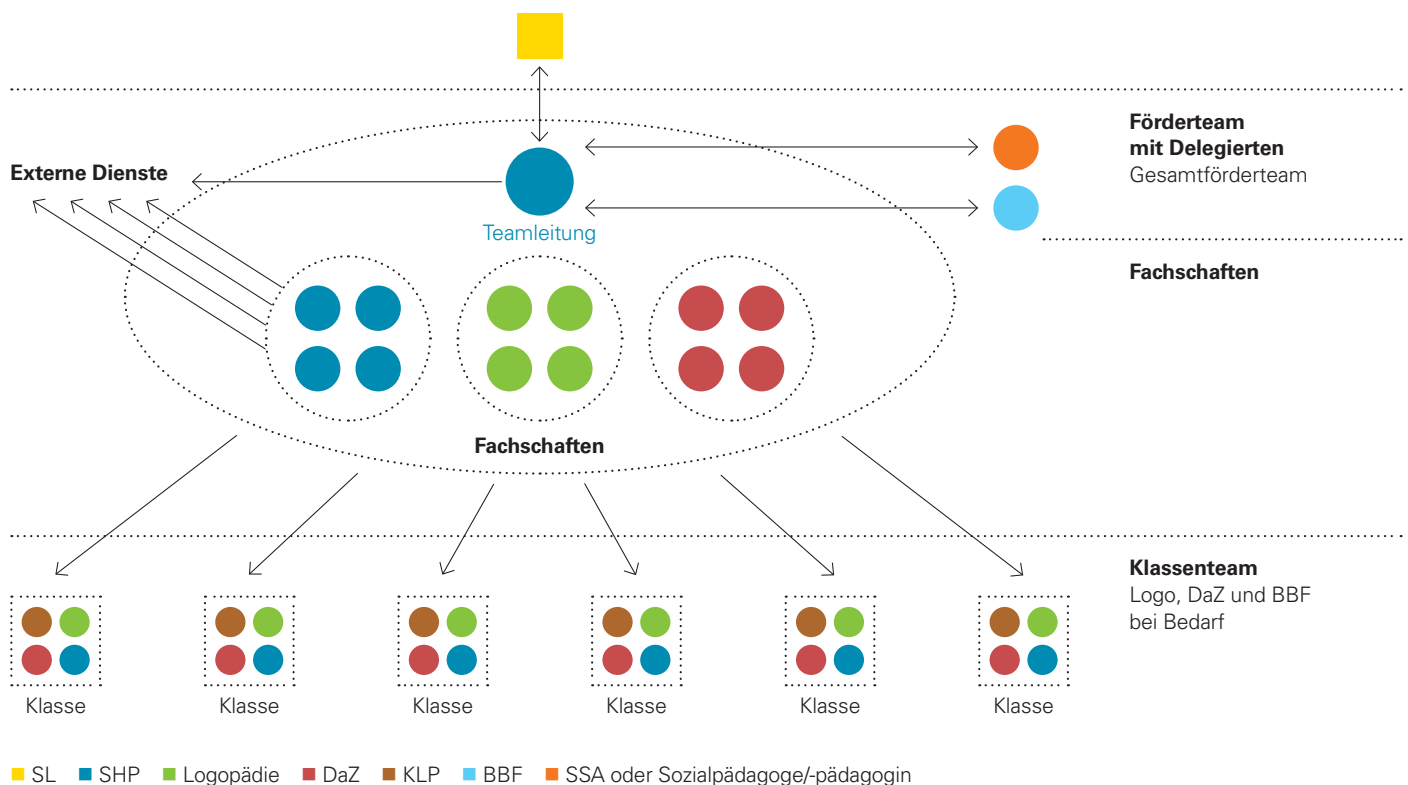 Förderteam
mit Delegierten
Gesamtförderteam
Externe Dienste
Teamleitung
Fachschaften
Fachschaften
Klassenteam
Logo, DaZ und BBF
bei Bedarf
Klasse Klasse Klasse Klasse Klasse Klasse
SL SHP Logopädie DaZ KLP BBF SSA oder Sozialpädagoge/-pädagogin